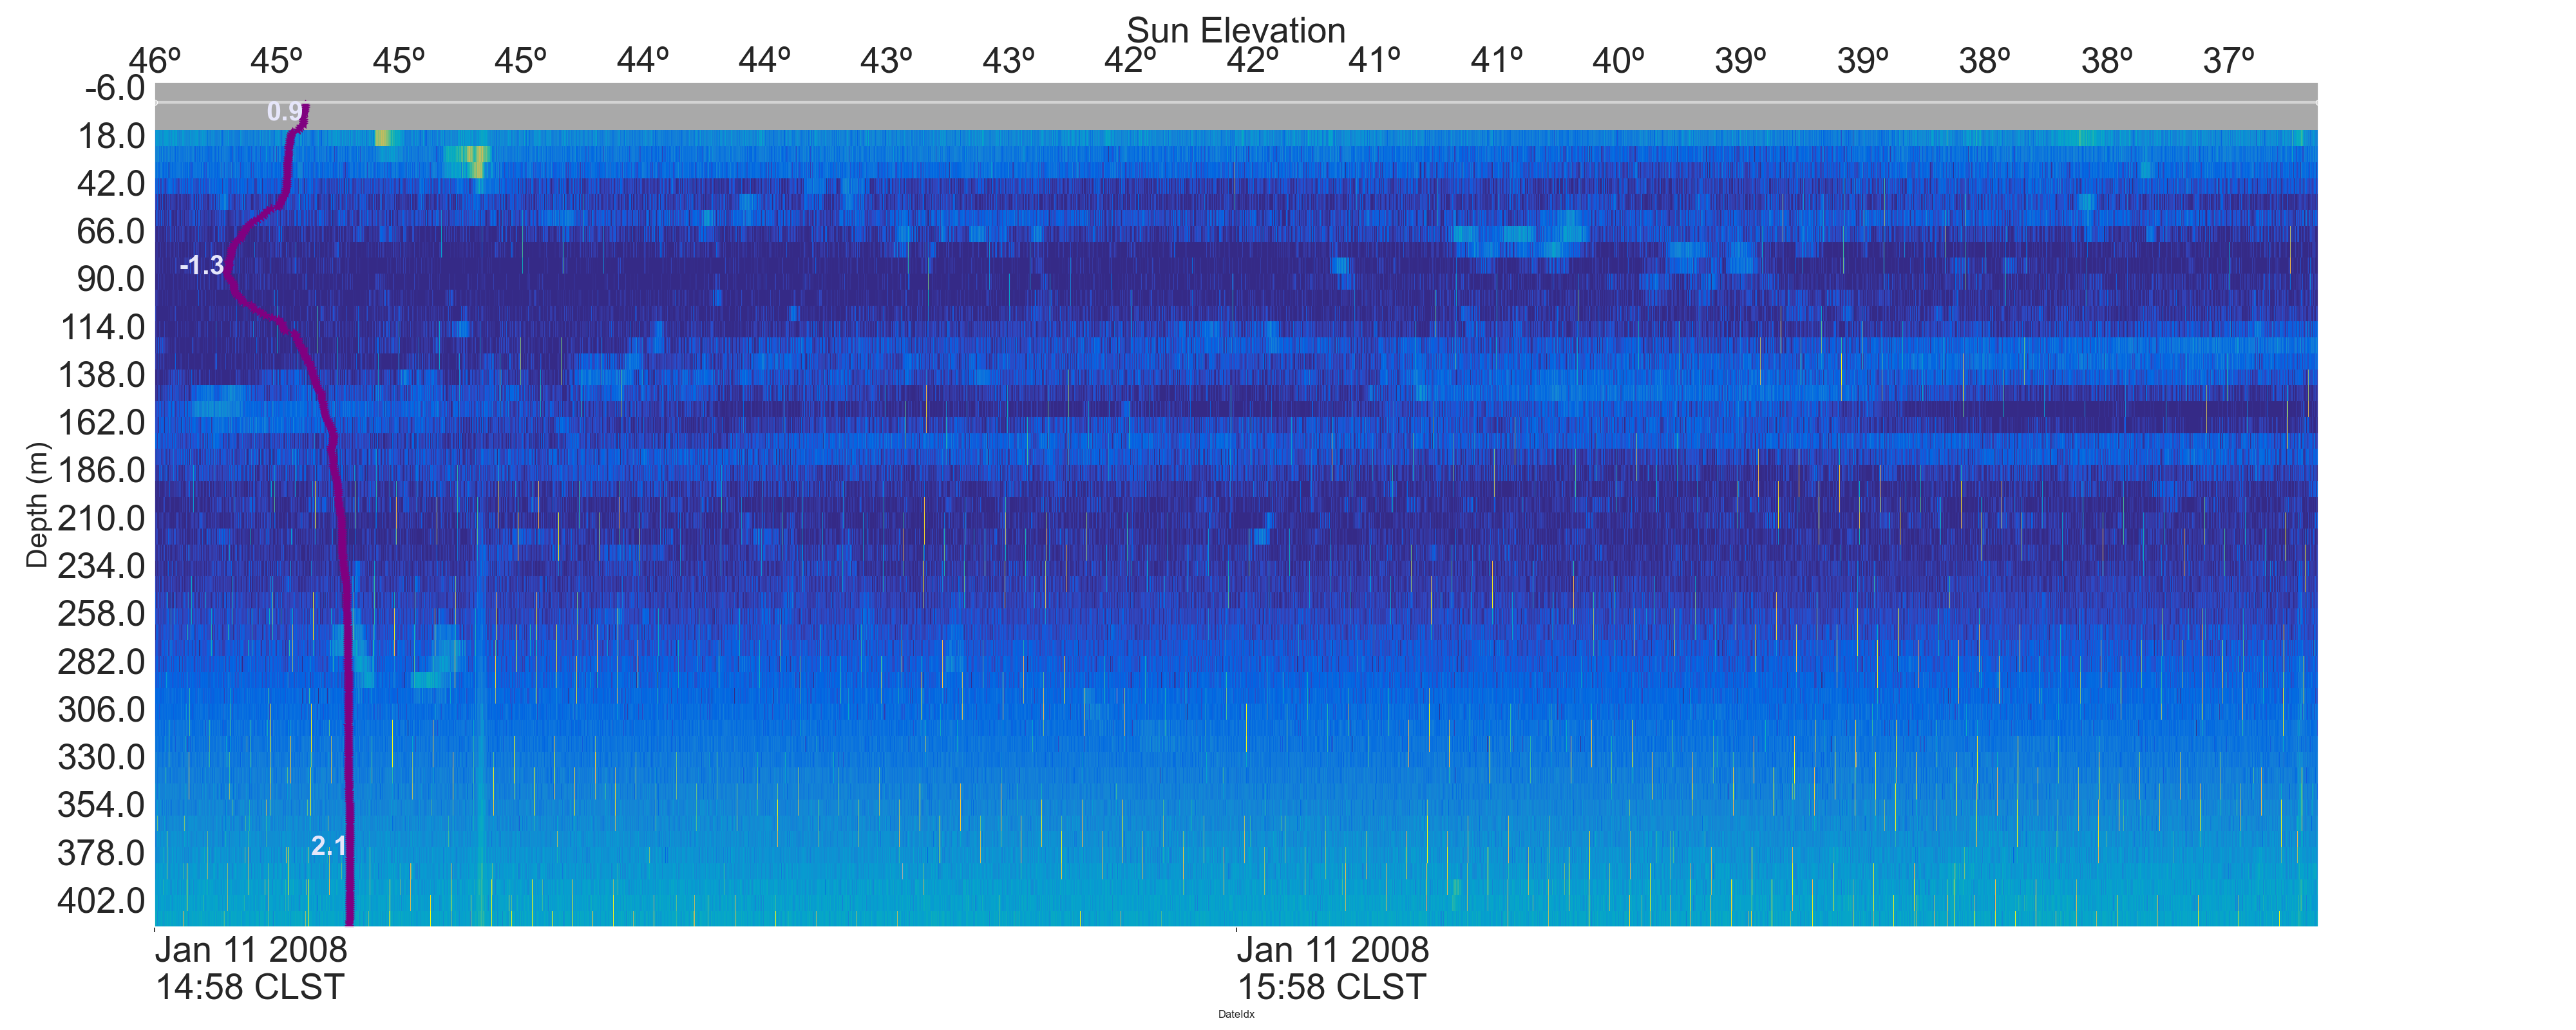 Sun Elevation
46º 45º 45º 45º 44º 44º 43º 43º 42º 42º 41º 41º 40º 39º 39º 38º 38º 37º
-6.0
0.9
18.0
42.0
66.0
-1.3
90.0
114.0
138.0
162.0
186.0
210.0
Depth (m)
234.0
258.0
282.0
306.0
330.0
354.0
2.1
378.0
402.0
Jan 11 2008
14:58 CLST
Jan 11 2008
15:58 CLST
DateIdx